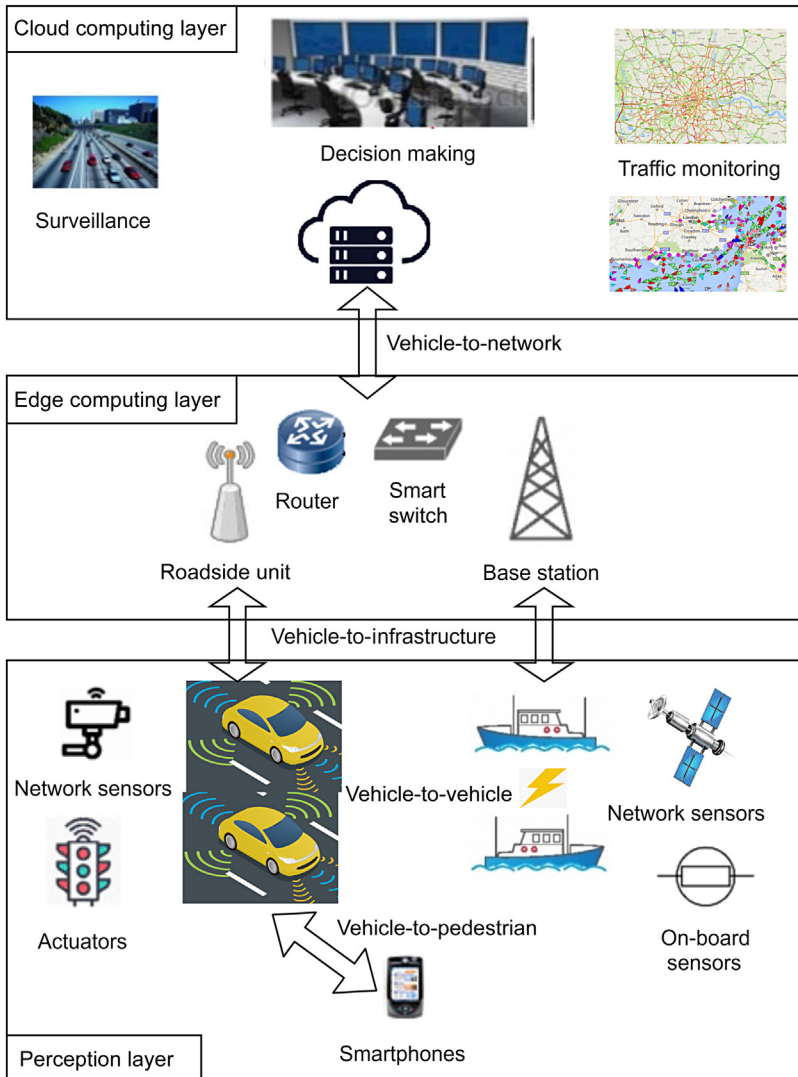 Cloud computing layer
Decision making
Traffic monitoring
Surveillance
Vehicle-to-network
Edge computing layer
Router
Smart
switch
Roadside unit
Base station
Vehicle-to-infrastructure
Network sensors
Vehicle-to-vehicle
Network sensors
Actuators
Vehicle-to-pedestrian
On-board
sensors
Smartphones
Perception layer